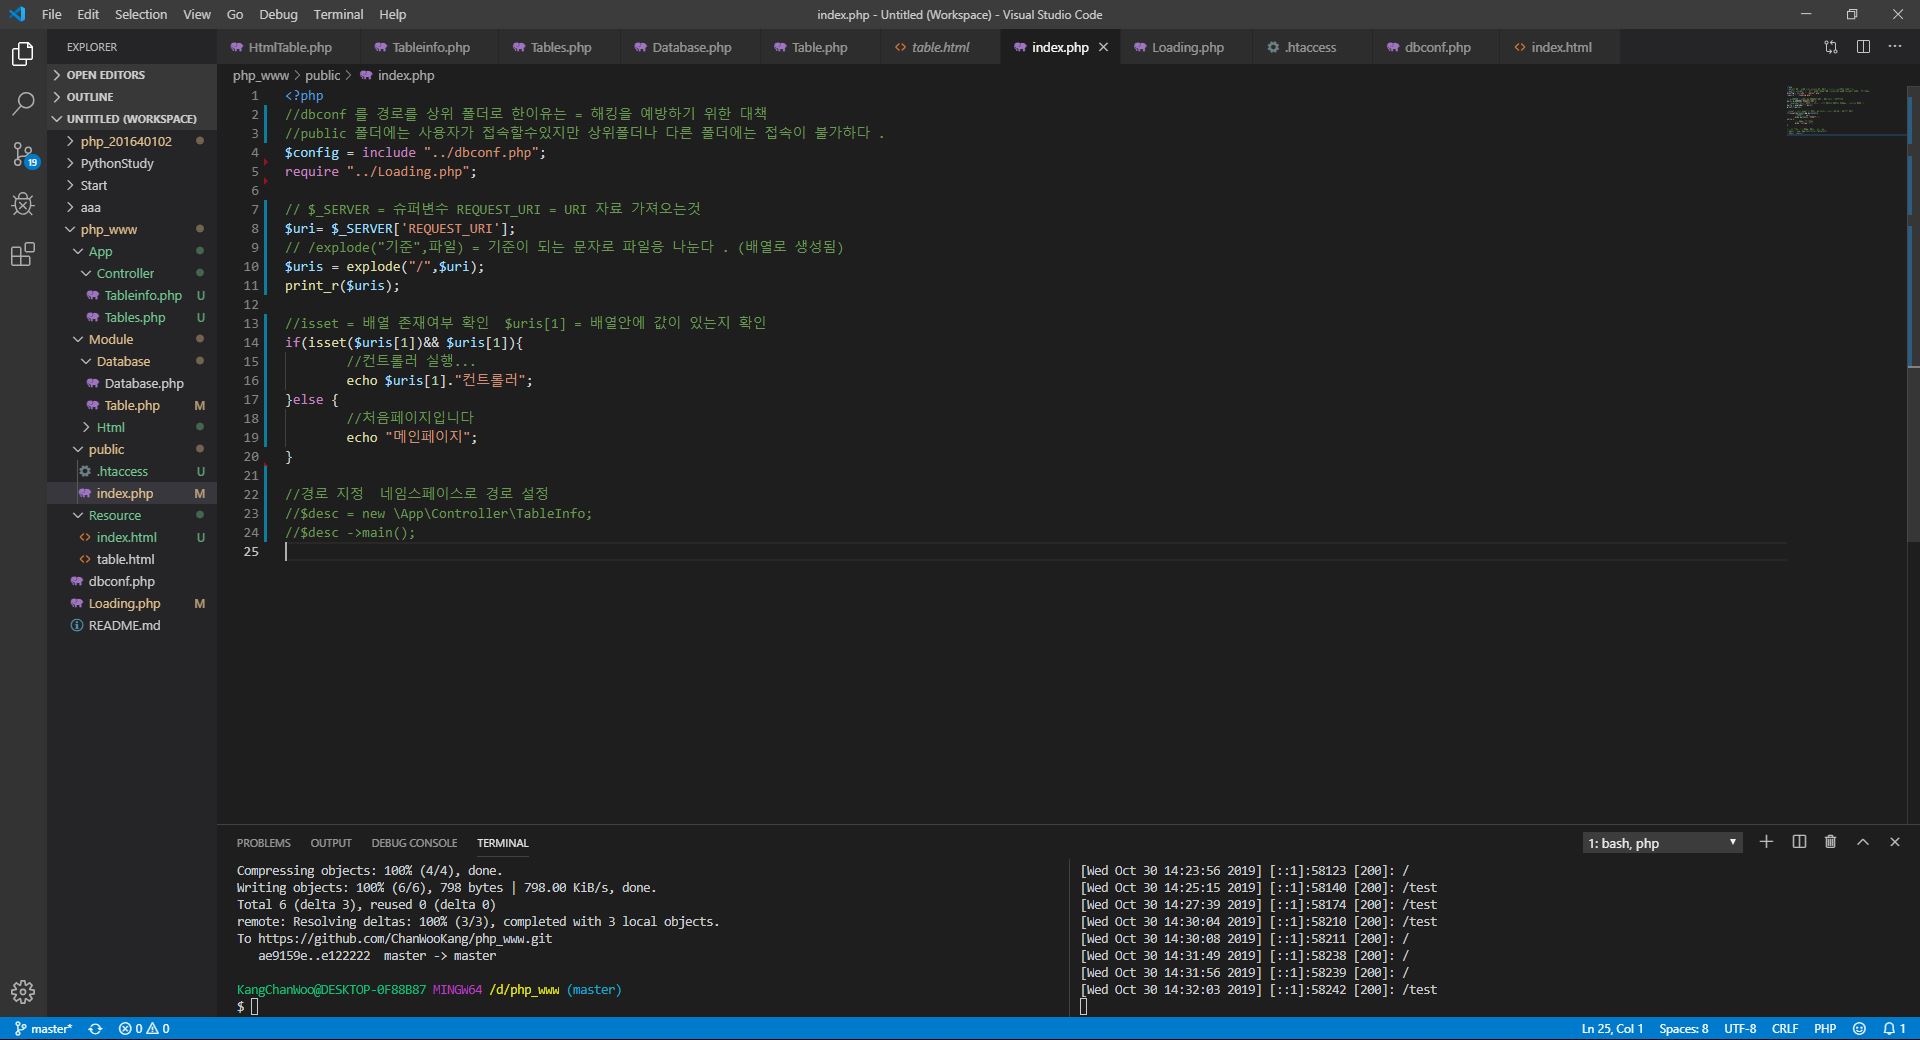 File Edit Selection View Go Debug Terminal Help
index.php - Untitled (Workspace) - Visual Studio Code
EXPLORER
HtmlTable.php Tableinfo.php Tables.php Database.php Table.php table.html index.php Loading.php .htaccess dbconf.php index.html
OPEN EDITORS
OUTLINE
UNTITLED (WORKSPACE)
php_201640102
PythonStudy
Start
aaa
php_www
App
Controller
Tableinfo.php U
Tables.php U
Module
Database
Database.php
Table.php M
Html
public
.htaccess U
index.php M
Resource
index.html U
table.html
dbconf.php
Loading.php M
README.md
19
php_www > public > index.php
1 <?php
2 //dbconf 를 경로를 상위 폴더로 한이유는 = 해킹을 예방하기 위한 대책
3 //public 폴더에는 사용자가 접속할수있지만 상위폴더나 다른 폴더에는 접속이 불가하다 .
4 $config = include "../dbconf.php";
5 require "../Loading.php";
6
7 // $_SERVER = 슈퍼변수 REQUEST_URI = URI 자료 가져오는것
8 $uri= $_SERVER['REQUEST_URI'];
9 // /explode("기준",파일) = 기준이 되는 문자로 파일응 나눈다 . (배열로 생성됨)
10 $uris = explode("/",$uri);
11 print_r($uris);
12
13 //isset = 배열 존재여부 확인  $uris[1] = 배열안에 값이 있는지 확인
14 if(isset($uris[1])&& $uris[1]){
15 //컨트롤러 실행...
16 echo $uris[1]."컨트롤러";
17 }else {
18 //처음페이지입니다
19 echo "메인페이지";
20 }
21
22 //경로 지정  네임스페이스로 경로 설정
23 //$desc = new \App\Controller\TableInfo;
24 //$desc ->main();
25
PROBLEMS OUTPUT DEBUG CONSOLE TERMINAL
1: bash, php
Compressing objects: 100% (4/4), done.
Writing objects: 100% (6/6), 798 bytes | 798.00 KiB/s, done.
Total 6 (delta 3), reused 0 (delta 0)
remote: Resolving deltas: 100% (3/3), completed with 3 local objects.
To https://github.com/ChanWooKang/php_www.git
ae9159e..e122222  master -> master
KangChanWoo@DESKTOP-0F88B87 MINGW64 /d/php_www (master)
$
[Wed Oct 30 14:23:56 2019] [::1]:58123 [200]: /
[Wed Oct 30 14:25:15 2019] [::1]:58140 [200]: /test
[Wed Oct 30 14:27:39 2019] [::1]:58174 [200]: /test
[Wed Oct 30 14:30:04 2019] [::1]:58210 [200]: /test
[Wed Oct 30 14:30:08 2019] [::1]:58211 [200]: /
[Wed Oct 30 14:31:49 2019] [::1]:58238 [200]: /
[Wed Oct 30 14:31:56 2019] [::1]:58239 [200]: /
[Wed Oct 30 14:32:03 2019] [::1]:58242 [200]: /test
master* 0 0 Ln 25, Col 1 Spaces: 8 UTF-8 CRLF PHP 1